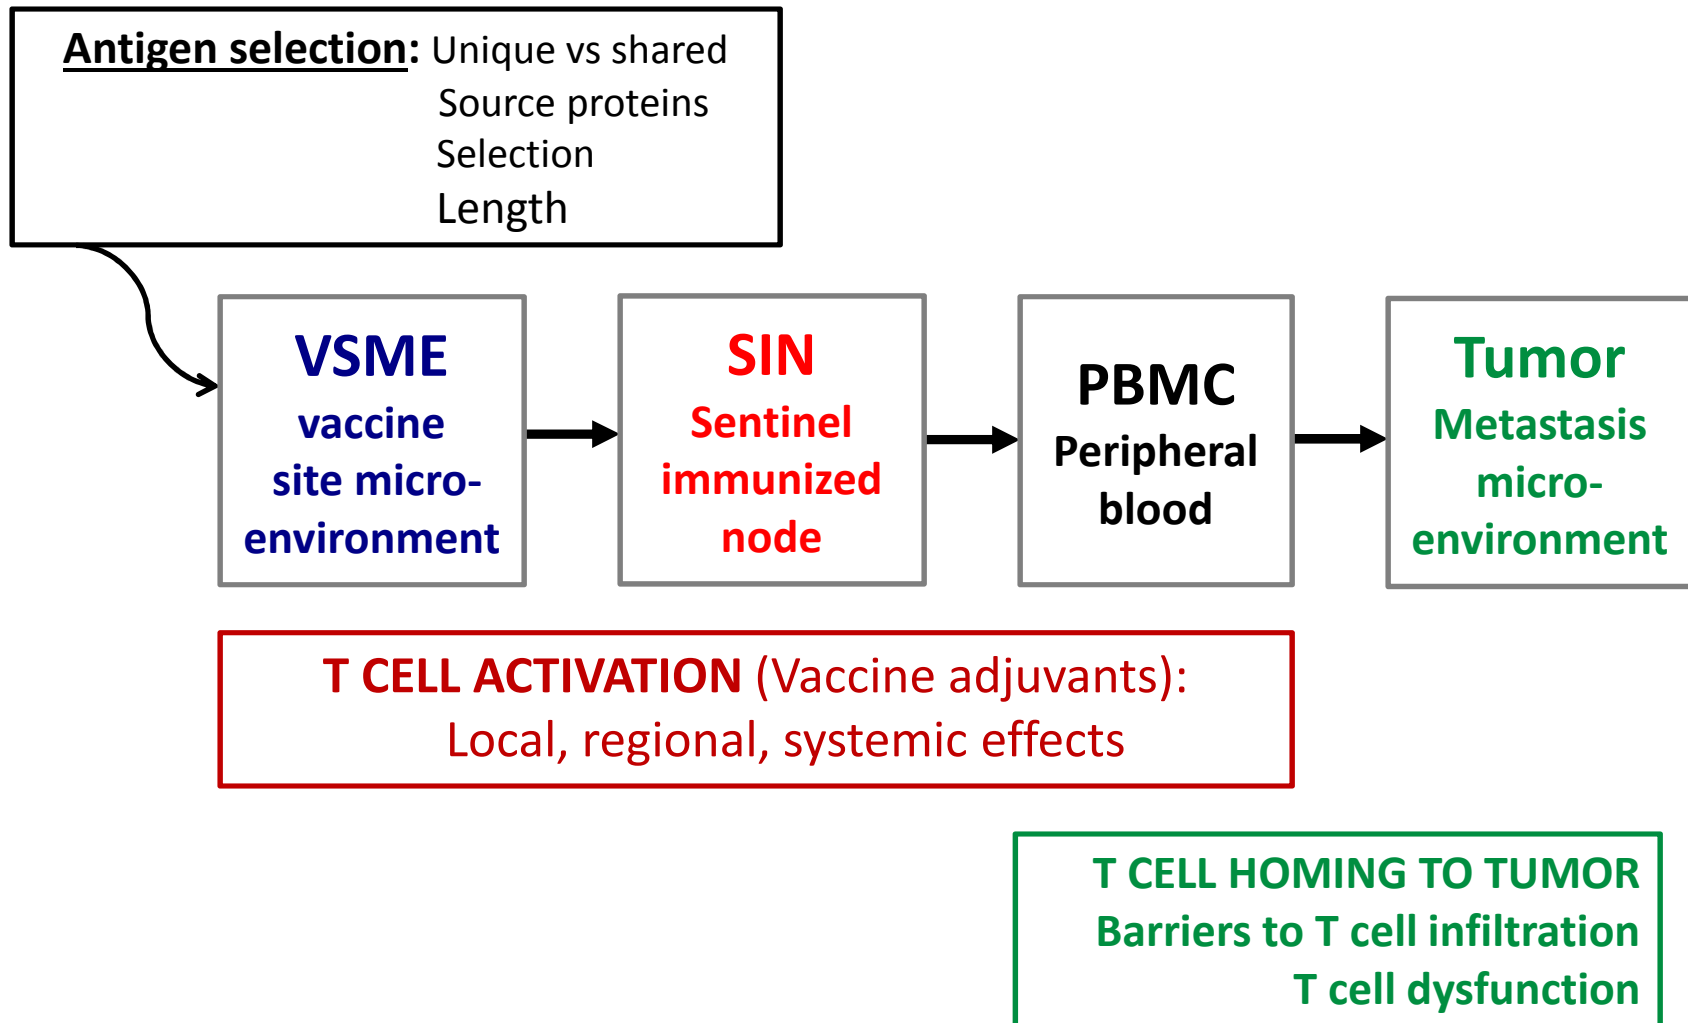 Antigen selection: Unique vs shared
Source proteins
Selection
Length
VSME
vaccine
site micro-
environment
SIN
Sentinel
immunized
node
PBMC
Peripheral
blood
Tumor
Metastasis
micro-
environment
T CELL ACTIVATION (Vaccine adjuvants):
Local, regional, systemic effects
T CELL HOMING TO TUMOR
Barriers to T cell infiltration
T cell dysfunction